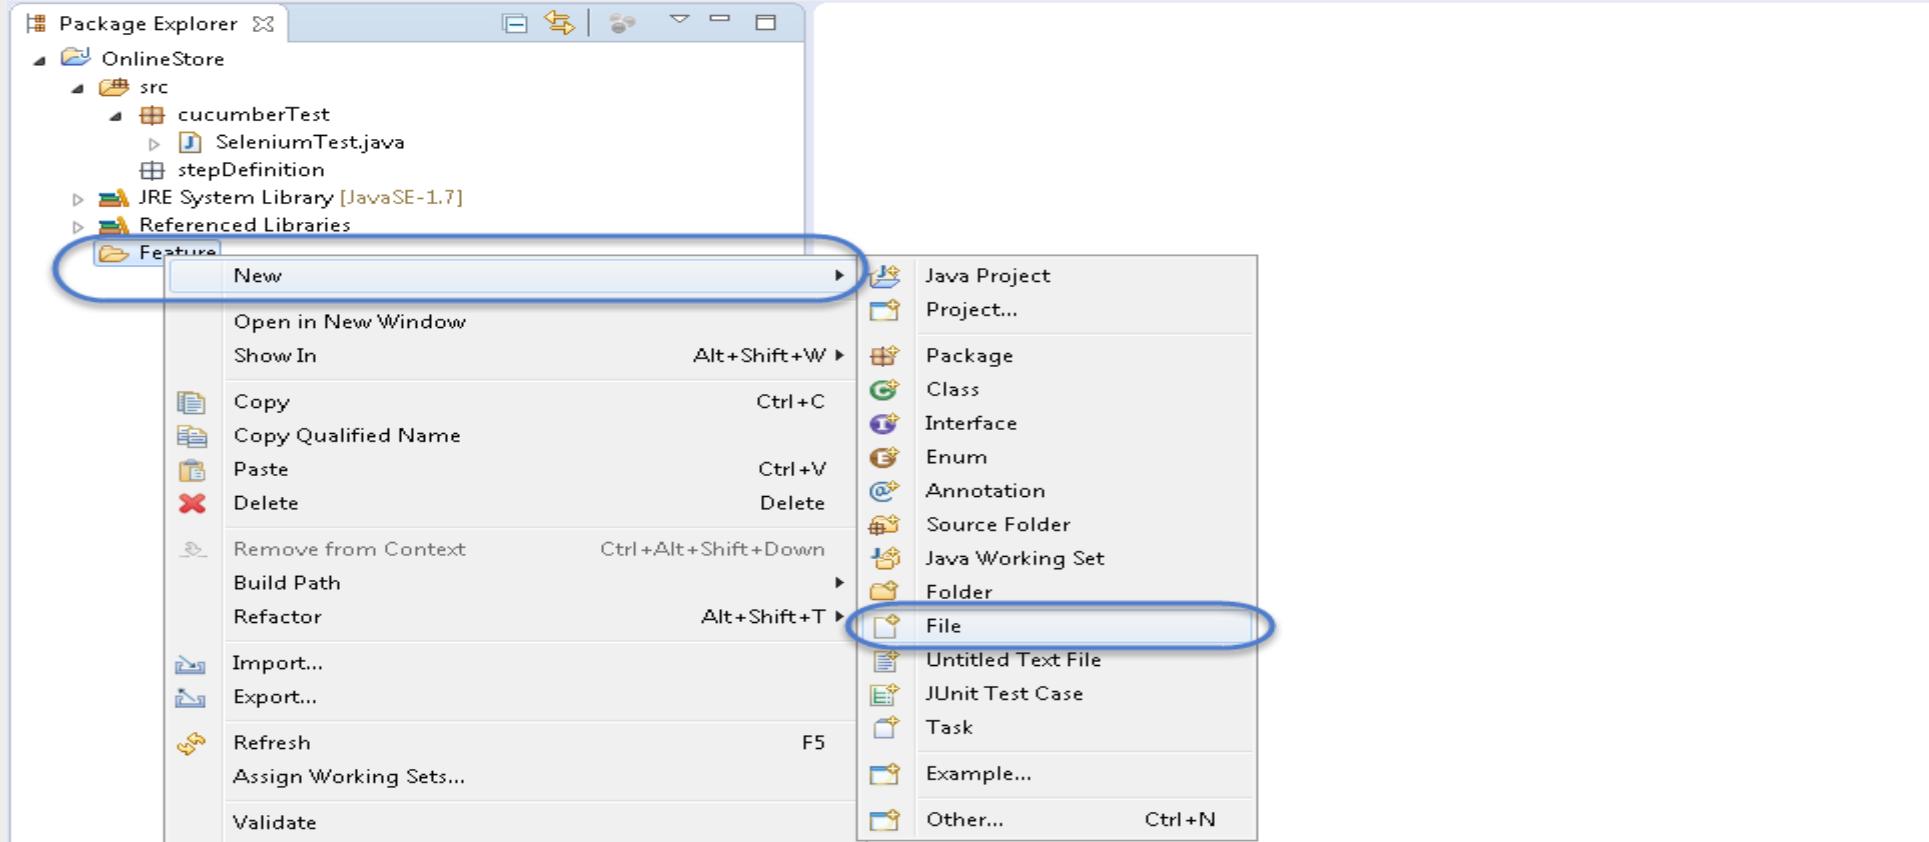 Package Explorer
OnlineStore
src
cucumberTest
SeleniumTest.java
stepDefinition
JRE System Library [JavaSE-1.7]
Referenced Libraries
Feature
New
Open in New Window
Show In Alt+Shift+W
Copy Ctrl+C
Copy Qualified Name
Paste Ctrl+V
Delete Delete
Remove from Context Ctrl+Alt+Shift+Down
Build Path
Refactor Alt+Shift+T
Import...
Export...
Refresh F5
Assign Working Sets...
Validate
Java Project
Project...
Package
Class
Interface
Enum
Annotation
Source Folder
Java Working Set
Folder
File
Untitled Text File
JUnit Test Case
Task
Example...
Other... Ctrl+N